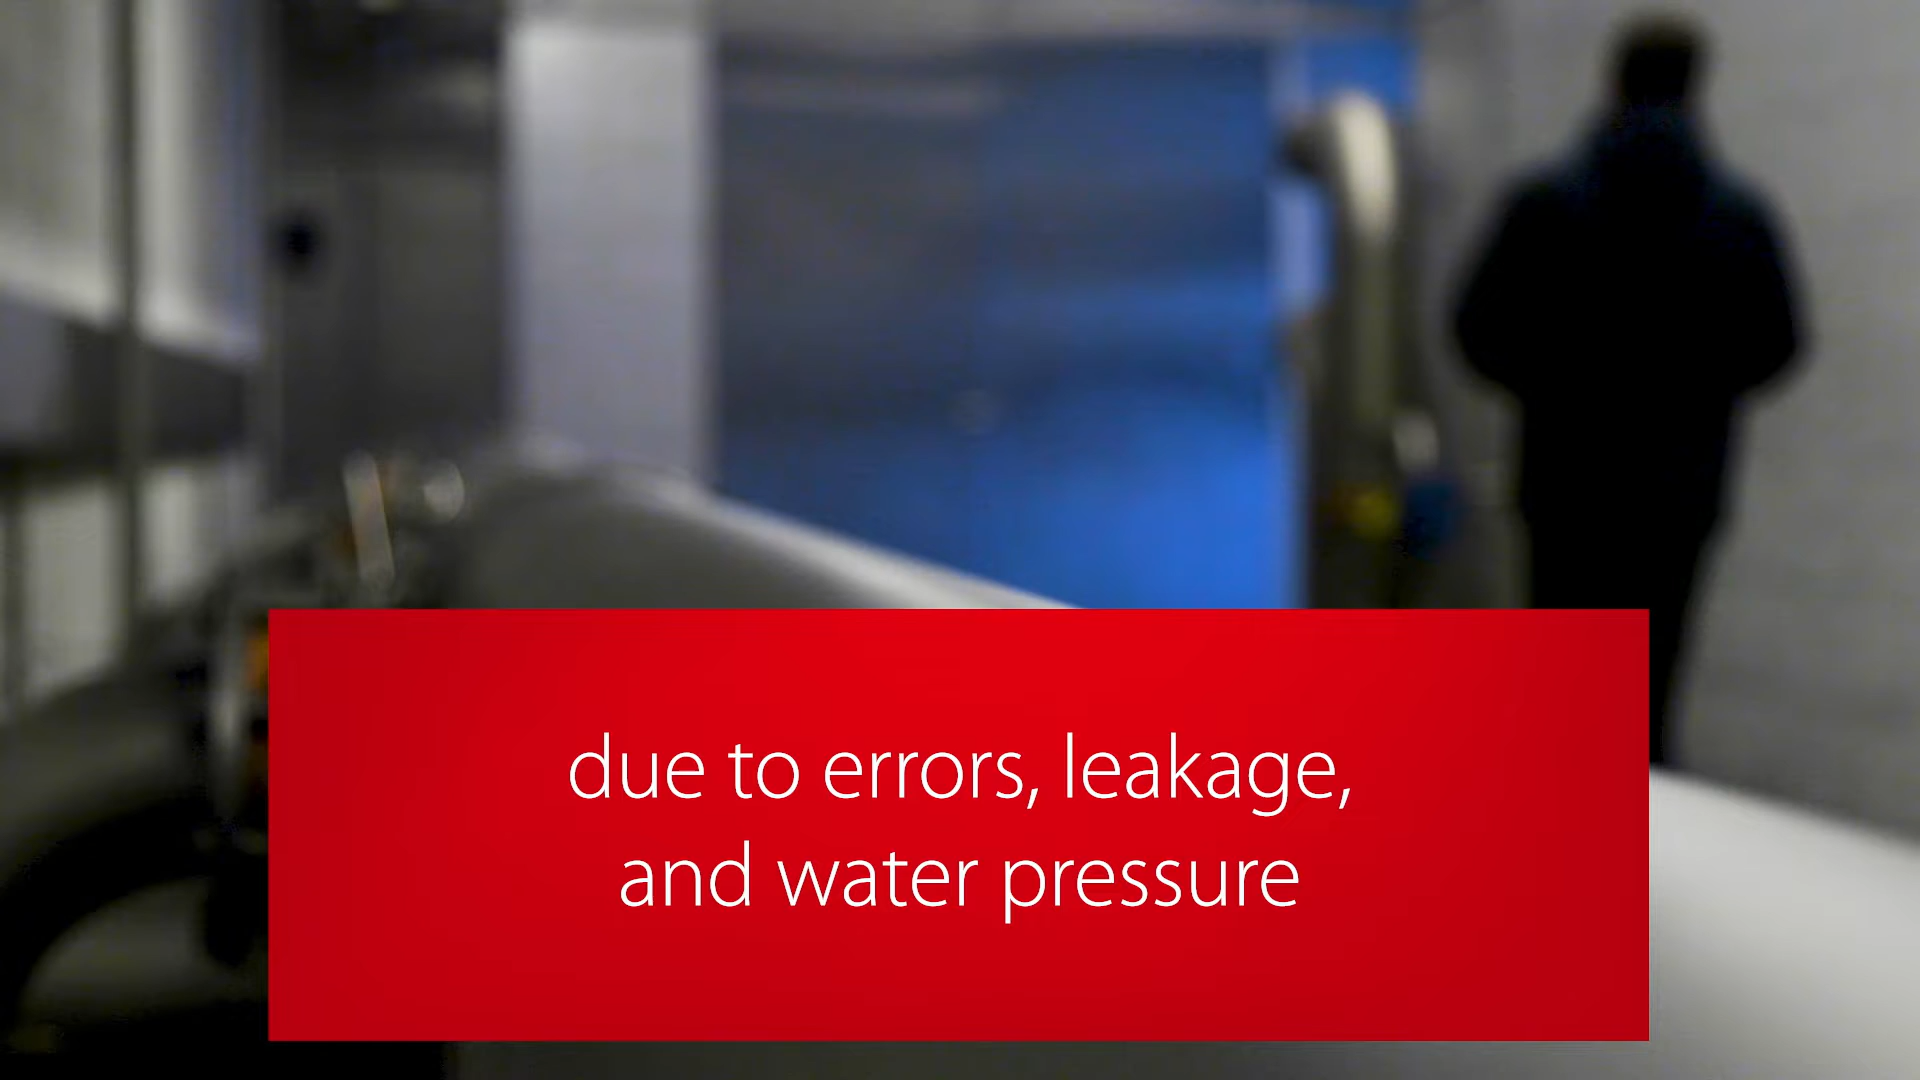 due to errors, leakage,
and water pressure